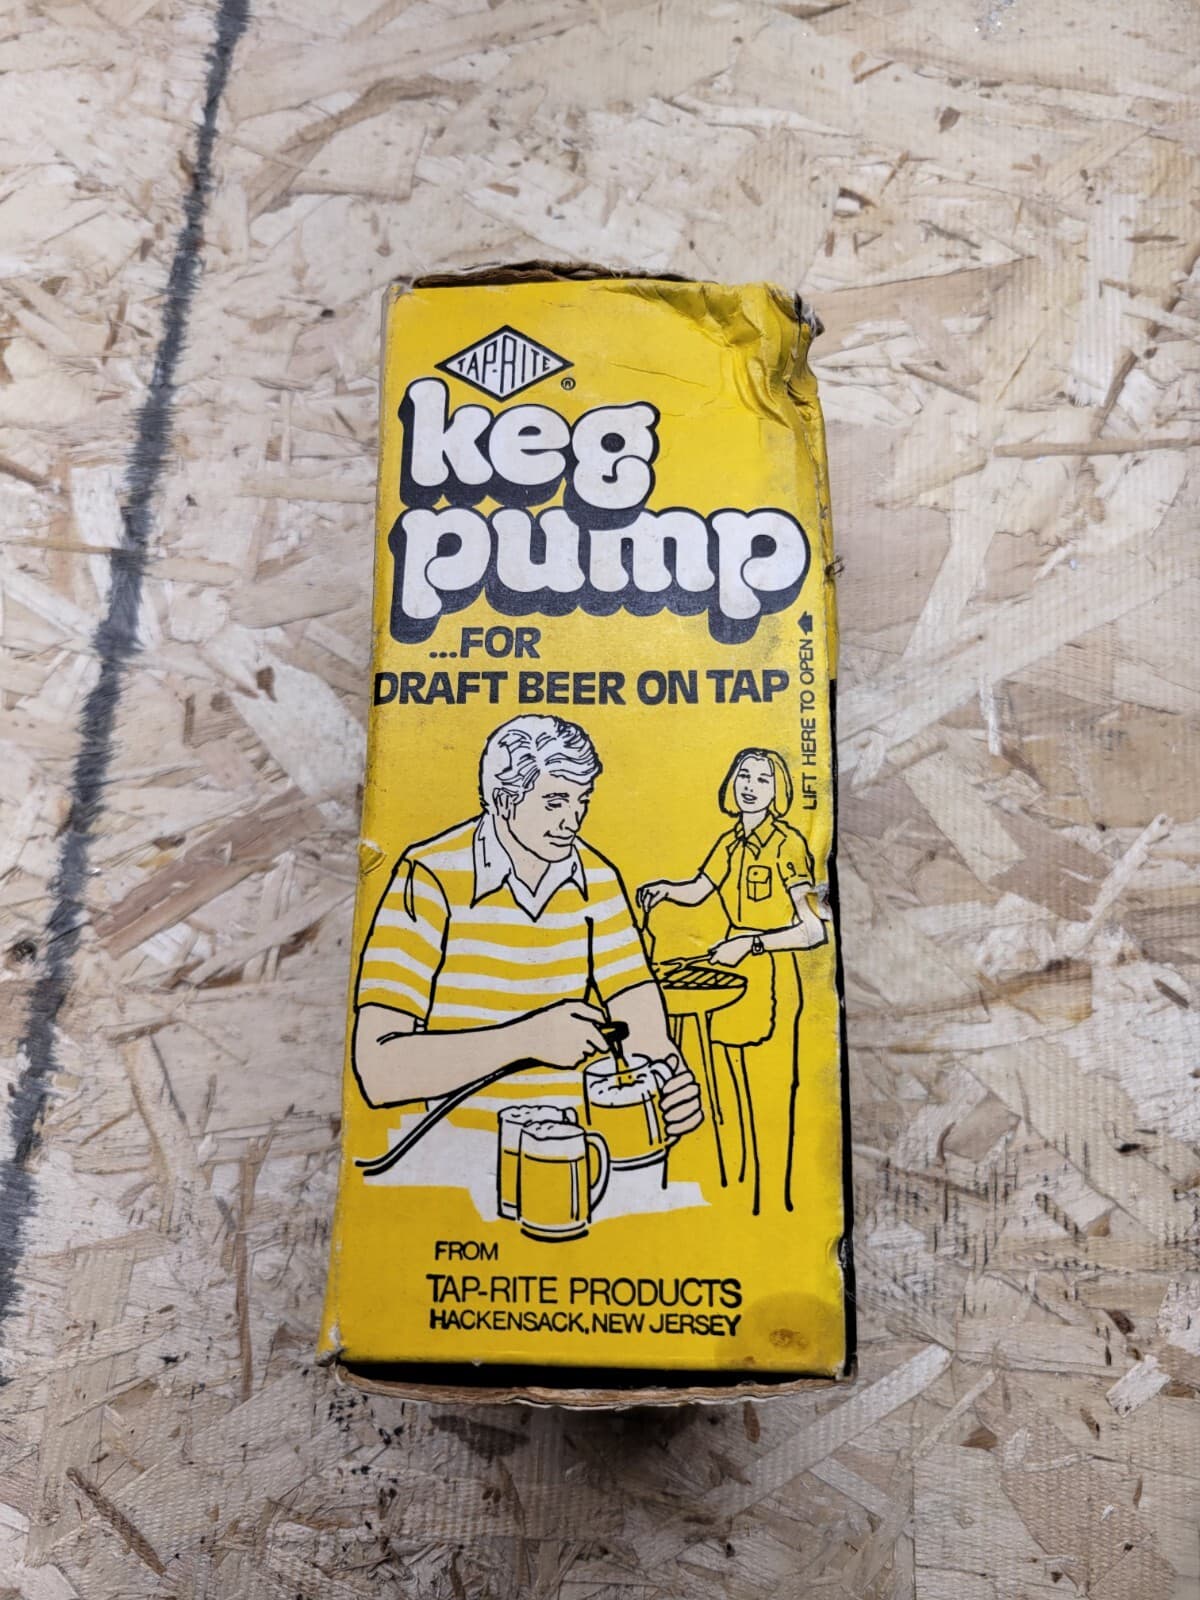 TAP-RITE ®
keg
pump
...FOR
DRAFT BEER ON TAP
LIFT HERE TO OPEN
FROM
TAP-RITE PRODUCTS
HACKENSACK, NEW JERSEY